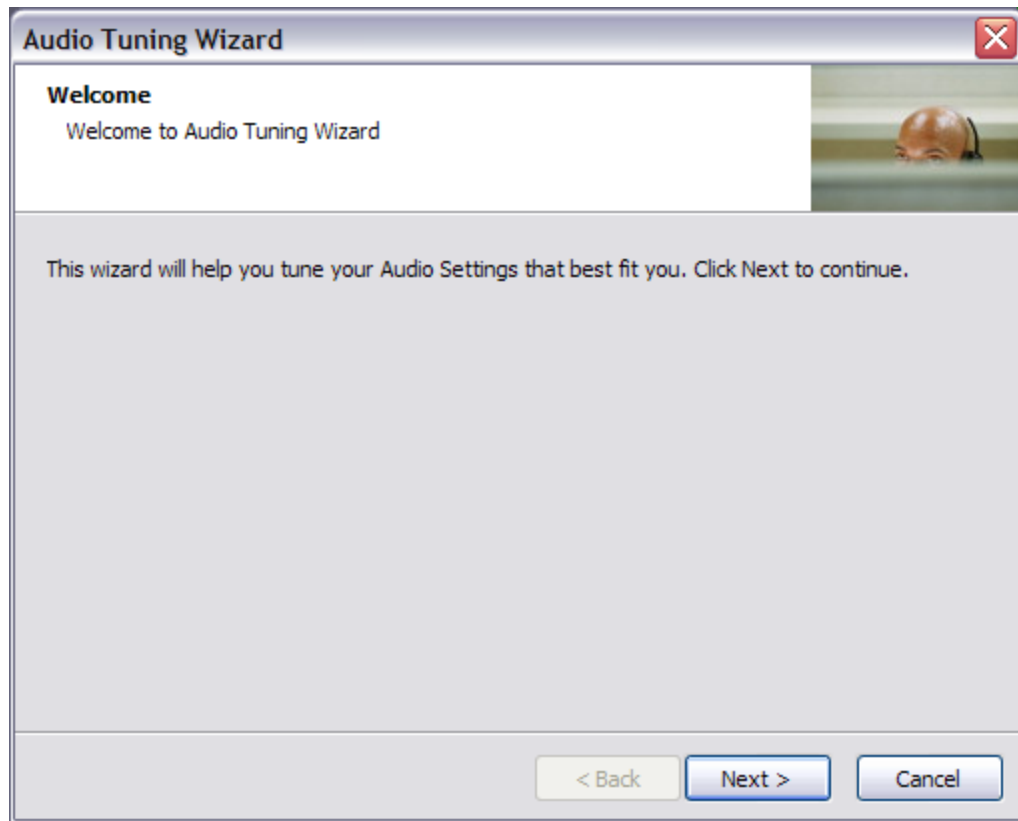 Audio Tuning Wizard
Welcome
Welcome to Audio Tuning Wizard
This wizard will help you tune your Audio Settings that best fit you. Click Next to continue.
< Back
Next >
Cancel